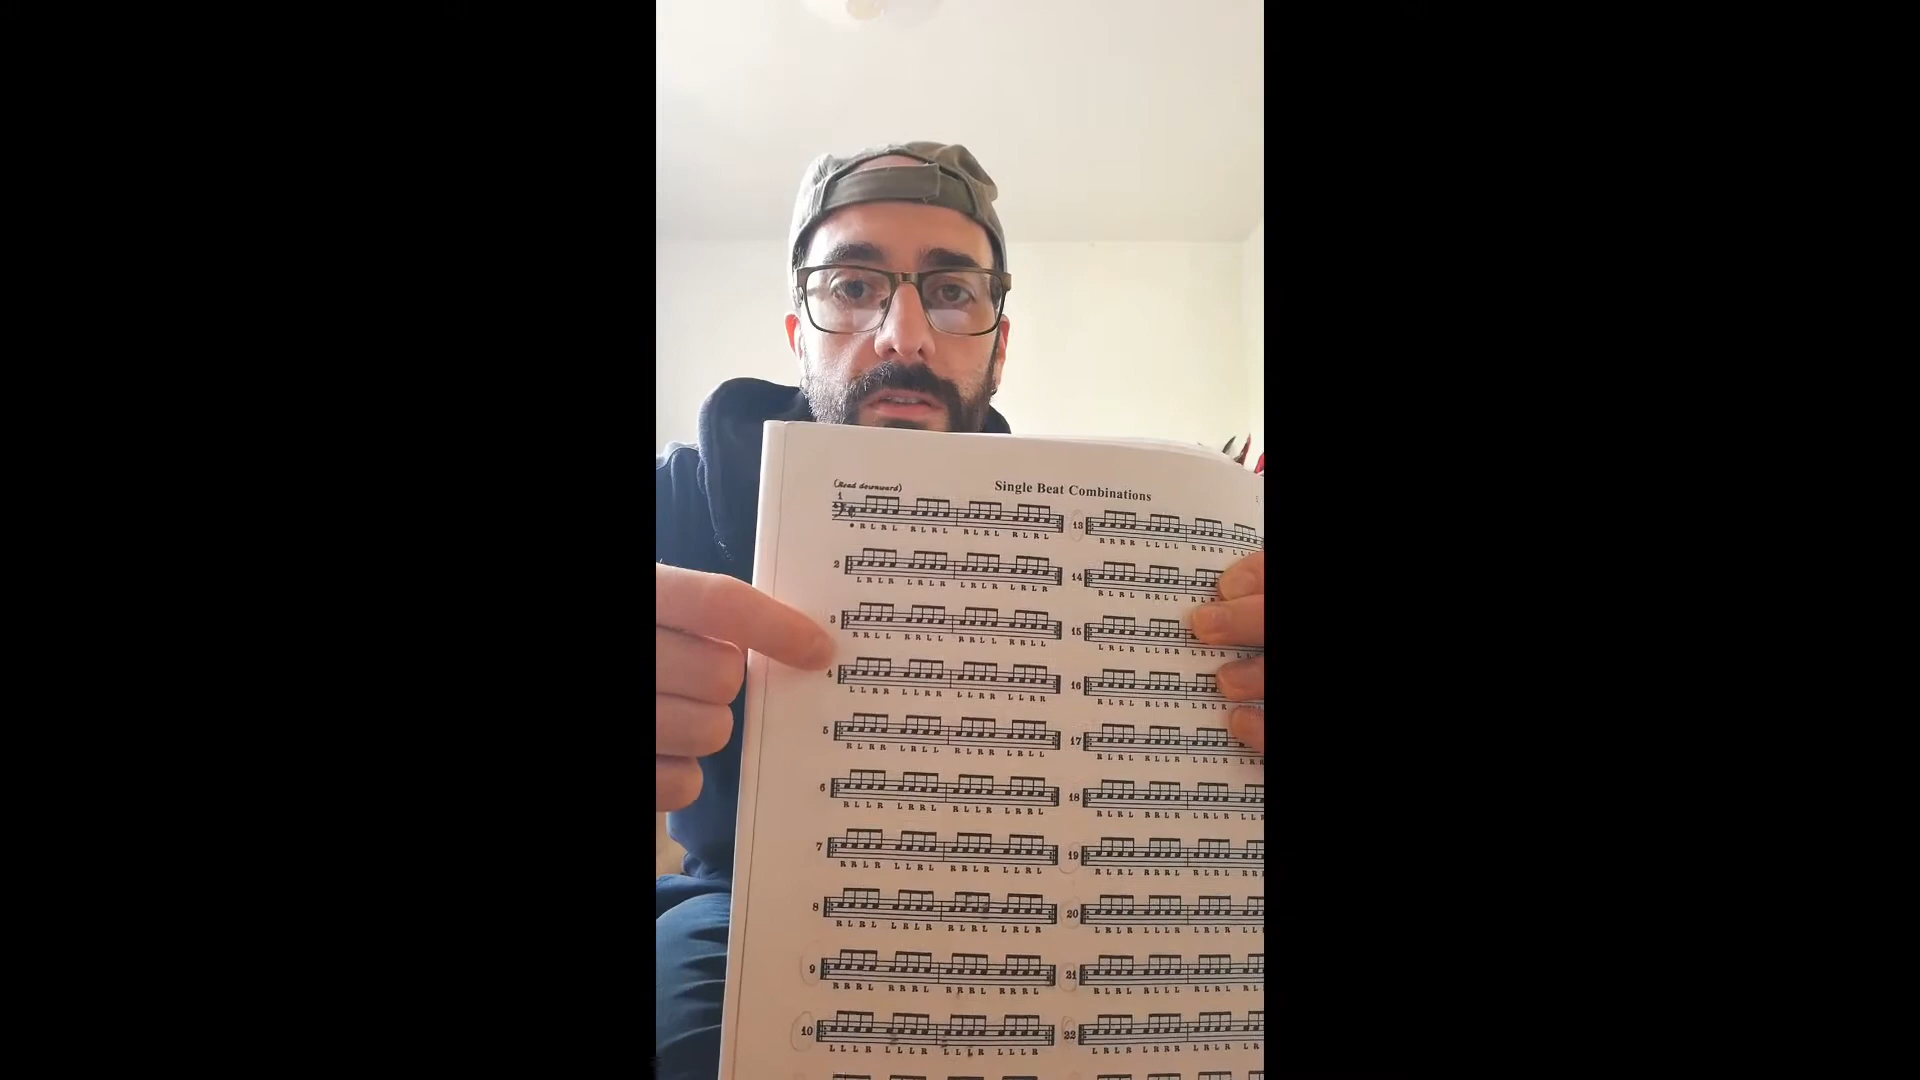 Single Beat Combinations
(Read downward)
1
R L R L R L R L R L R L R L R L
2
L R L R L R L R L R L R L R L R
3
R R L L R R L L R R L L R R L L
4
L L R R L L R R L L R R L L R R
5
R L R R L R L L R L R R L R L L
6
R L L R L R R L R L L R L R R L
7
R R L R L L R L R R L R L L R L
8
R L R L L R L R R L R L L R L R
9
R R R L R R R L R R R L R R R L
10
L L L R L L L R L L L R L L L R
13
R R R R L L L L R R R R L L
14
R L R L R R L L R L
15
L R L R L L R R L R L R L L
16
R L R L R L R R L R L R
17
R L R L R L L R L R L R L R R
18
R L R L R R L R L R L R L L R
19
R L R L R R R L R L R L R R R
20
L R L R L L L R L R L R L L
21
R L R L R L L L R L R L R L
22
L R L R L R R R L R L R L R